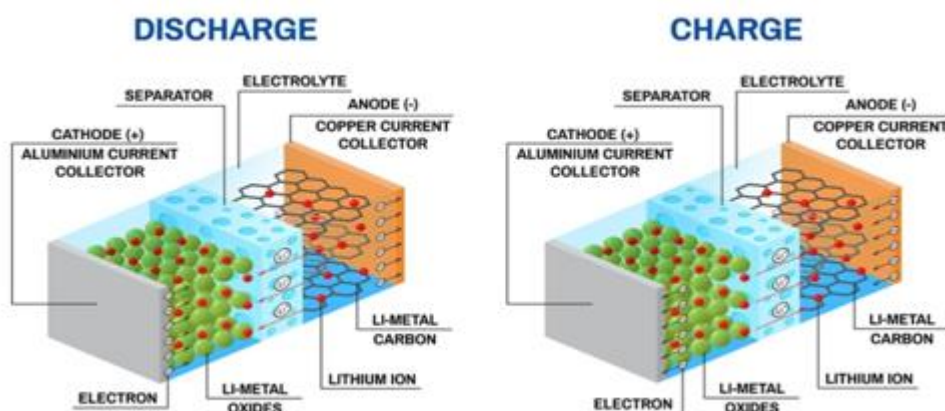 DISCHARGE
ELECTROLYTE
SEPARATOR
ANODE (-)
COPPER CURRENT
COLLECTOR
CATHODE (+)
ALUMINIUM CURRENT
COLLECTOR
LI-METAL
CARBON
LITHIUM ION
ELECTRON
LI-METAL
OXIDES
CHARGE
ELECTROLYTE
SEPARATOR
ANODE (-)
COPPER CURRENT
COLLECTOR
CATHODE (+)
ALUMINIUM CURRENT
COLLECTOR
LI-METAL
CARBON
LITHIUM ION
ELECTRON
LI-METAL
OXIDES